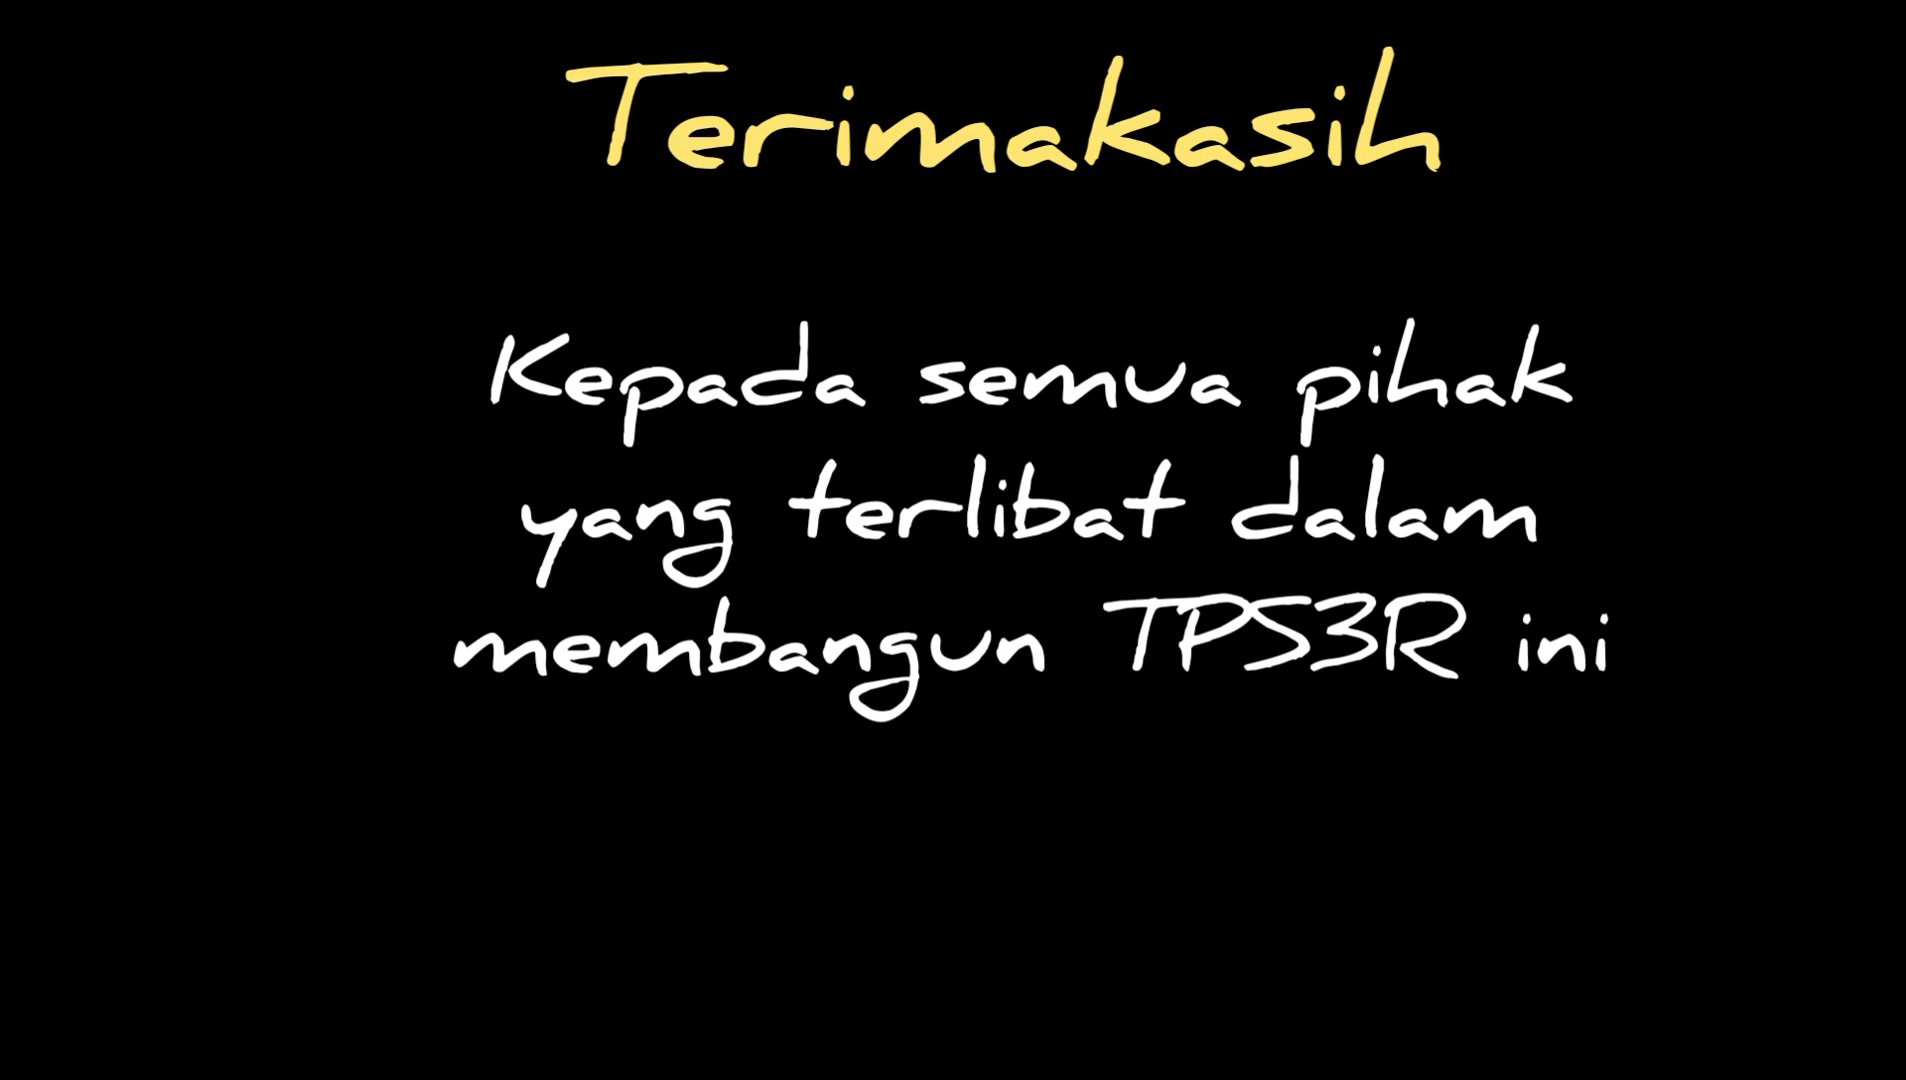 Terimakasih
Kepada semua pihak
yang terlibat dalam
membangun TPS3R ini